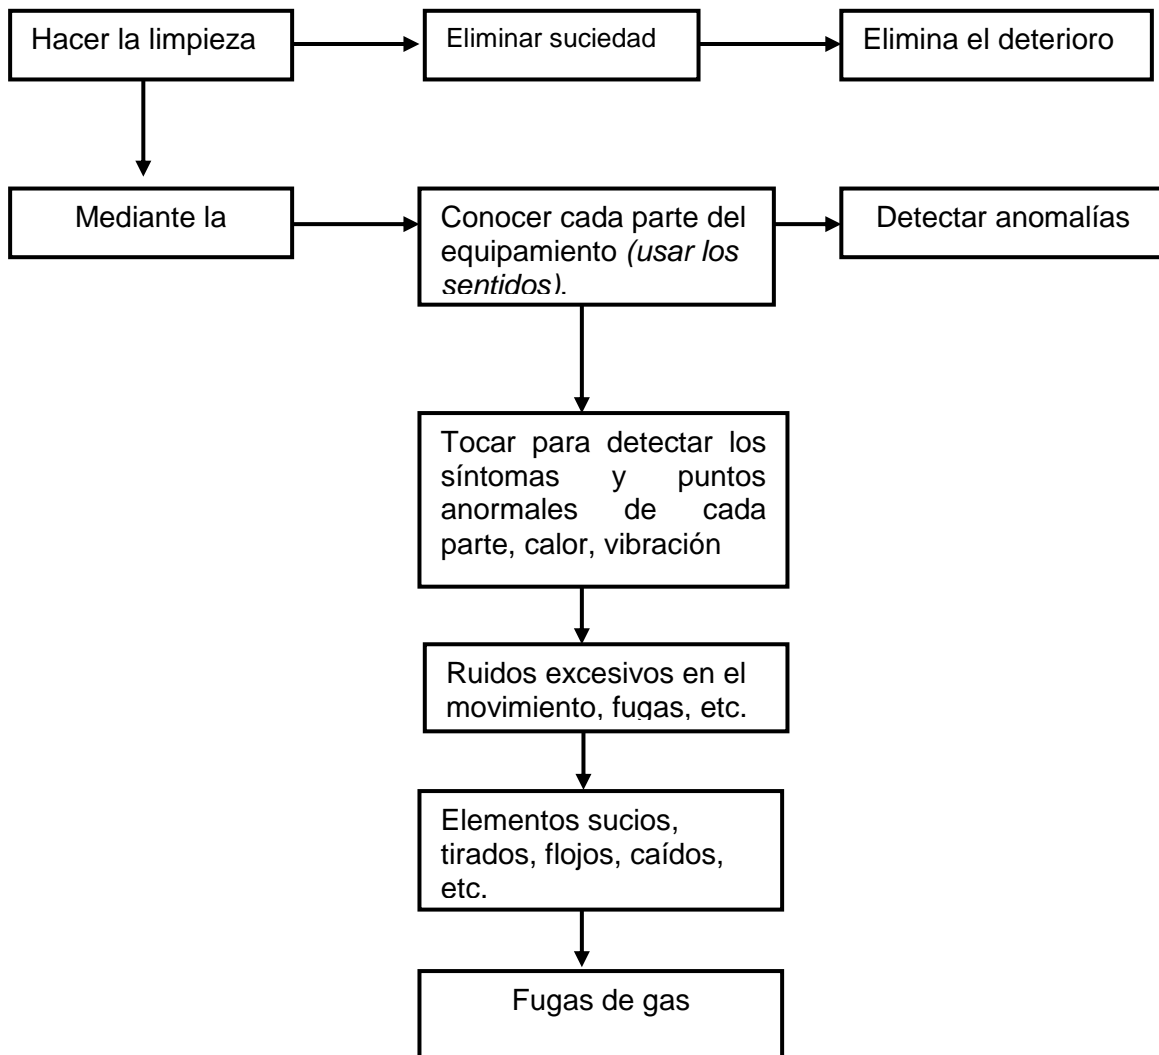 Hacer la limpieza
Eliminar suciedad
Elimina el deterioro
Mediante la
Conocer cada parte del
equipamiento (usar los
sentidos).
Detectar anomalías
Tocar para detectar los
síntomas y puntos
anormales de cada
parte, calor, vibración
Ruidos excesivos en el
movimiento, fugas, etc.
Elementos sucios,
tirados, flojos, caídos,
etc.
Fugas de gas